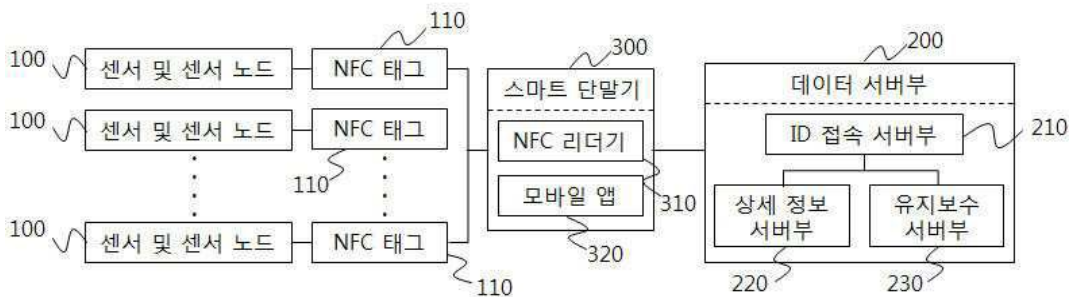 110
300
200
100
센서 및 센서 노드
NFC 태그
스마트 단말기
데이터 서버부
100
센서 및 센서 노드
NFC 태그
NFC 리더기
ID 접속 서버부
210
110
모바일 앱
310
상세 정보
서버부
유지보수
서버부
100
센서 및 센서 노드
NFC 태그
320
110
220
230